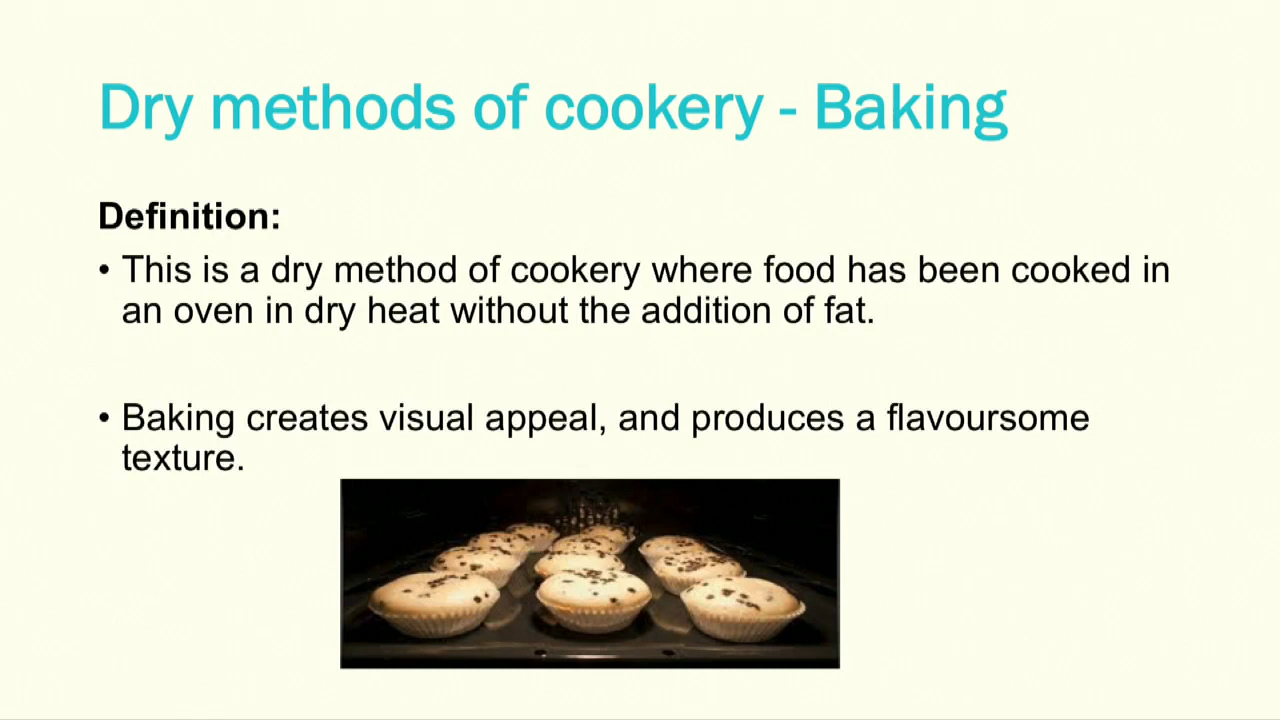 Dry methods of cookery - Baking
Definition:
• This is a dry method of cookery where food has been cooked in
an oven in dry heat without the addition of fat.
• Baking creates visual appeal, and produces a flavoursome
texture.